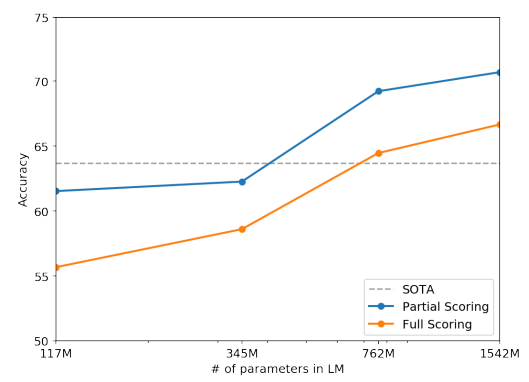 75
70
65
60
55
50
Accuracy
SOTA
Partial Scoring
Full Scoring
117M 345M 762M 1542M
# of parameters in LM